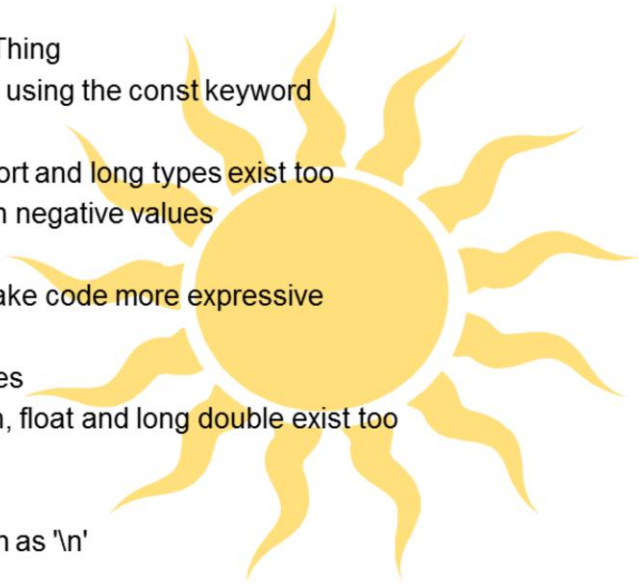 Thing
using the const keyword
ort and long types exist too
negative values
ake code more expressive
es
, float and long double exist too
as '\n'